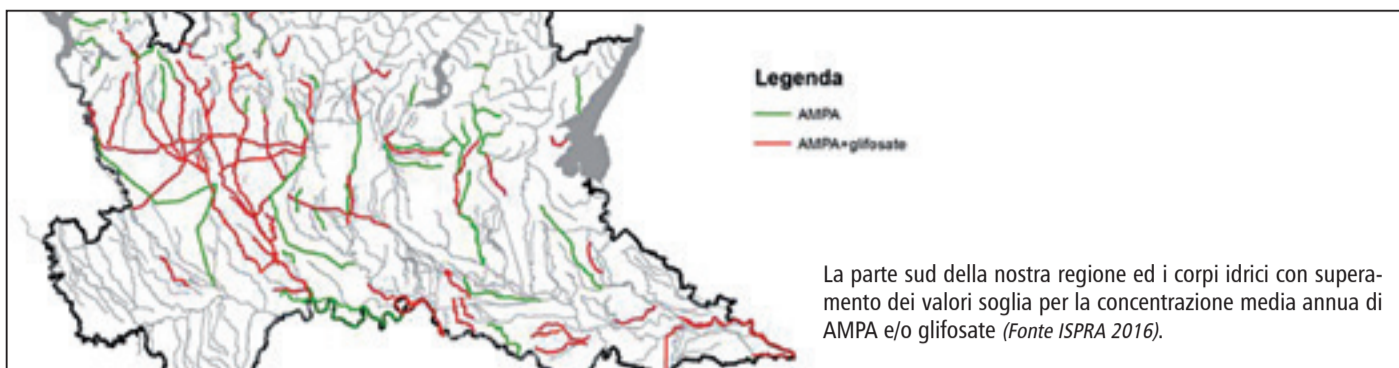 Legenda
AMPA
AMPA+glifosate
La parte sud della nostra regione ed i corpi idrici con supera-
mento dei valori soglia per la concentrazione media annua di
AMPA e/o glifosate (Fonte ISPRA 2016).